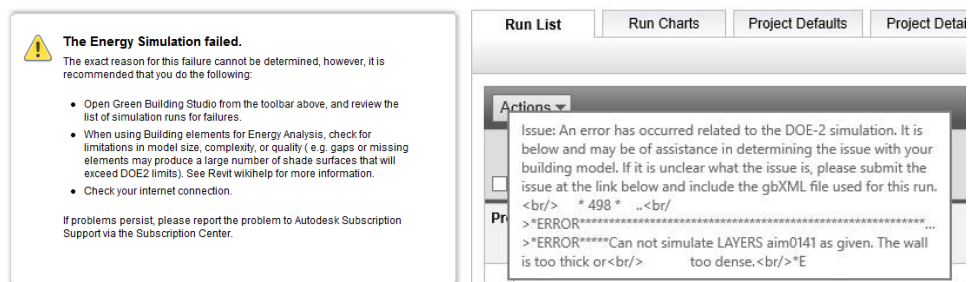 The Energy Simulation failed.
The exact reason for this failure cannot be determined, however, it is
recommended that you do the following:
• Open Green Building Studio from the toolbar above, and review the
list of simulation runs for failures.
• When using Building elements for Energy Analysis, check for
limitations in model size, complexity, or quality ( e.g. gaps or missing
elements may produce a large number of shade surfaces that will
exceed DOE2 limits). See Revit wikihelp for more information.
• Check your internet connection.
If problems persist, please report the problem to Autodesk Subscription
Support via the Subscription Center.
Run List Run Charts Project Defaults Project Detai
Actions
Issue: An error has occurred related to the DOE-2 simulation. It is
below and may be of assistance in determining the issue with your
building model. If it is unclear what the issue is, please submit the
issue at the link below and include the gbXML file used for this run.
<br/> * 498 * ..<br/
>*ERROR**********************************************************...
>*ERROR*****Can not simulate LAYERS aim0141 as given. The wall
is too thick or<br/> too dense.<br/>*E
Pr